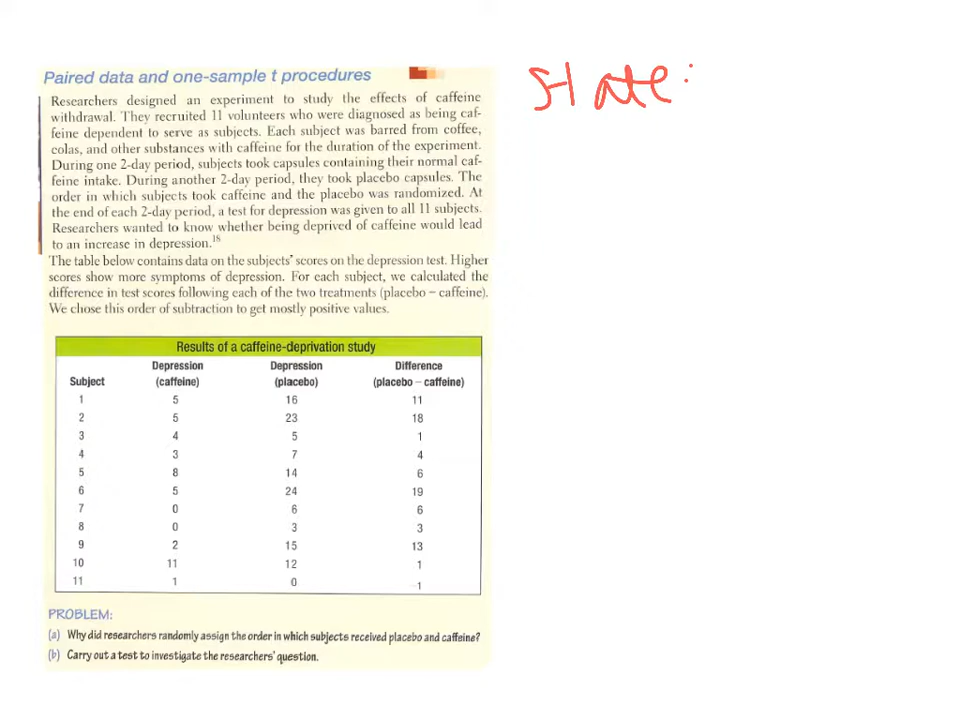 Paired data and one-sample t procedures
State:
Researchers designed an experiment to study the effects of caffeine
withdrawal. They recruited 11 volunteers who were diagnosed as being caf-
feine dependent to serve as subjects. Each subject was barred from coffee,
colas, and other substances with caffeine for the duration of the experiment.
During one 2-day period, subjects took capsules containing their normal caf-
feine intake. During another 2-day period, they took placebo capsules. The
order in which subjects took caffeine and the placebo was randomized. At
the end of each 2-day period, a test for depression was given to all 11 subjects.
Researchers wanted to know whether being deprived of caffeine would lead
to an increase in depression.18
The table below contains data on the subjects' scores on the depression test. Higher
scores show more symptoms of depression. For each subject, we calculated the
difference in test scores following each of the two treatments (placebo – caffeine).
We chose this order of subtraction to get mostly positive values.
Results of a caffeine-deprivation study
Depression Depression Difference
Subject (caffeine) (placebo) (placebo – caffeine)
1 5 16 11
2 5 23 18
3 4 5 1
4 3 7 4
5 8 14 6
6 5 24 19
7 0 6 6
8 0 3 3
9 2 15 13
10 11 12 1
11 1 0 -1
PROBLEM:
(a) Why did researchers randomly assign the order in which subjects received placebo and caffeine?
(b) Carry out a test to investigate the researchers' question.